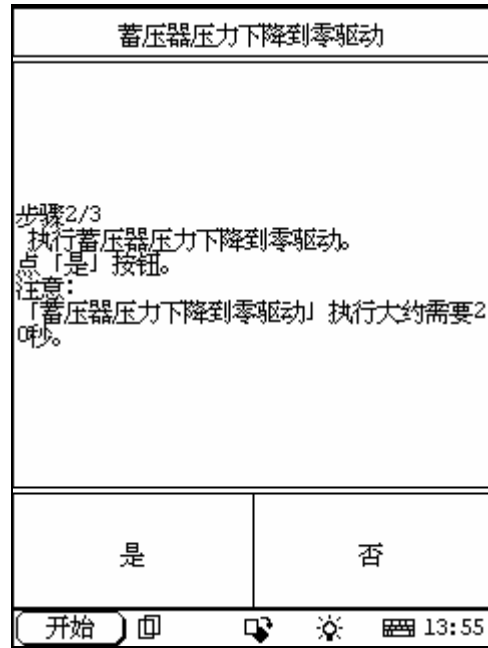 蓄压器压力下降到零驱动
步骤2/3
执行蓄压器压力下降到零驱动。
点「是」按钮。
注意：
「蓄压器压力下降到零驱动」执行大约需要2
0秒。
是
否
开始
13:55